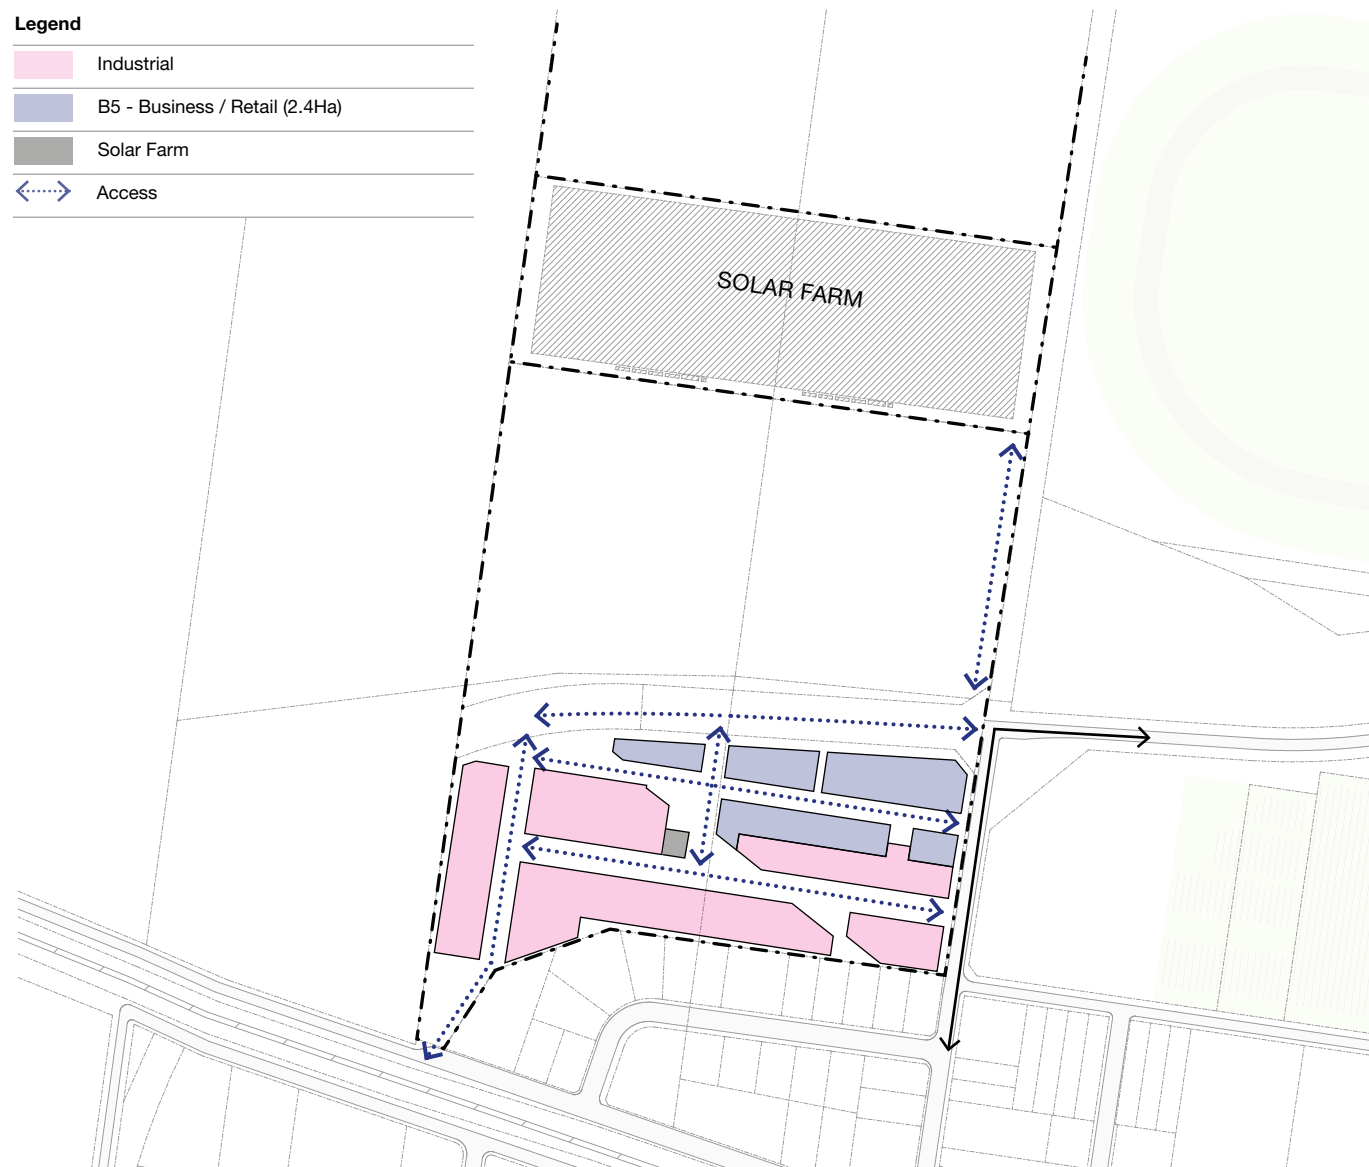 Legend
Industrial
B5 - Business / Retail (2.4Ha)
Solar Farm
Access
SOLAR FARM